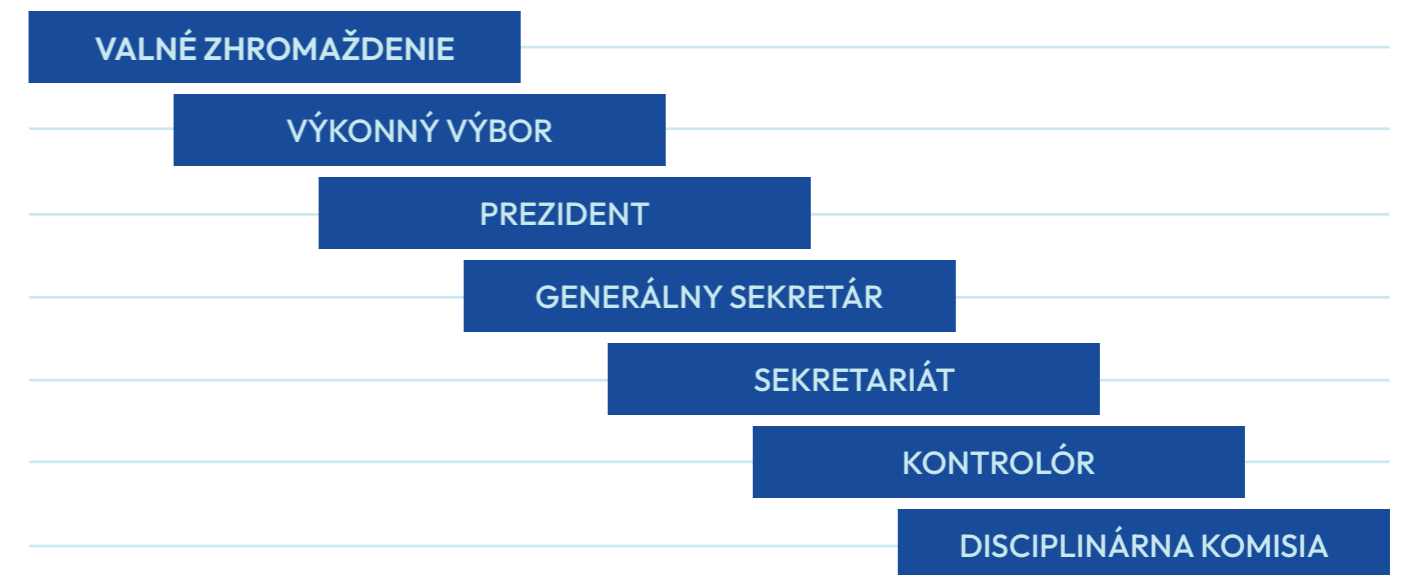 VALNÉ ZHROMAŽDENIE
VÝKONNÝ VÝBOR
PREZIDENT
GENERÁLNY SEKRETÁR
SEKRETARIÁT
KONTROLÓR
DISCIPLINÁRNA KOMISIA